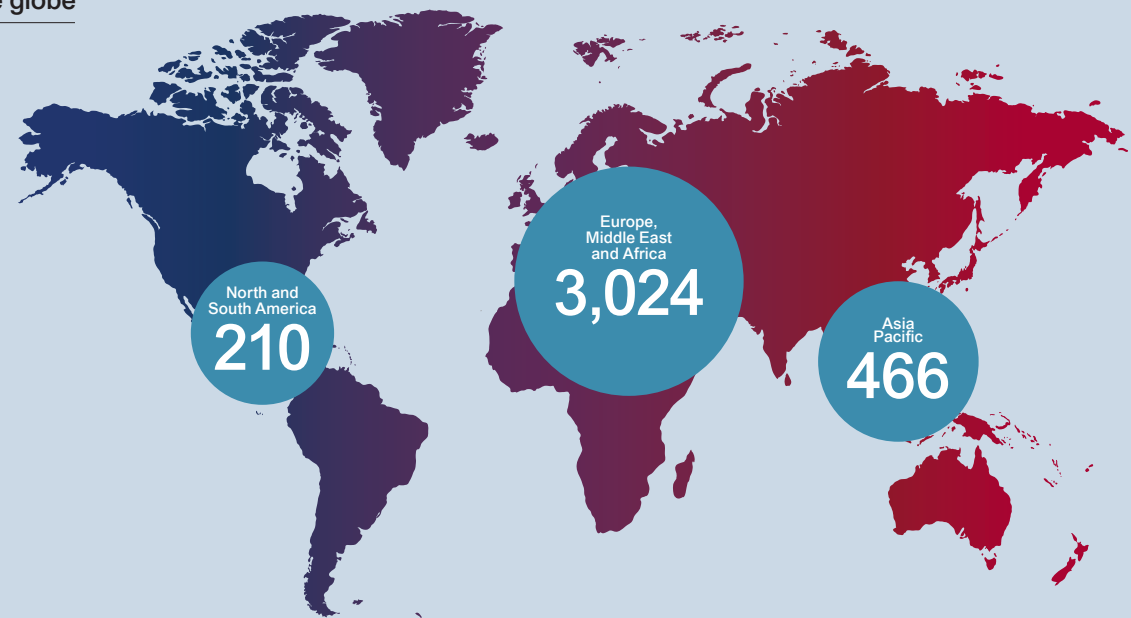 globe
Europe,
Middle East
and Africa
3,024
North and
South America
210
Asia
Pacific
466